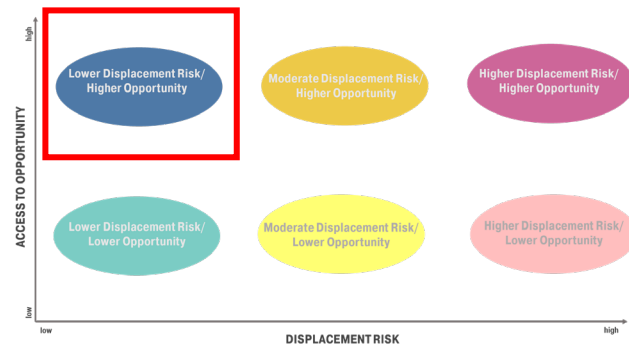 high
Lower Displacement Risk/
Higher Opportunity
Moderate Displacement Risk/
Higher Opportunity
Higher Displacement Risk/
Higher Opportunity
ACCESS TO OPPORTUNITY
Lower Displacement Risk/
Lower Opportunity
Moderate Displacement Risk/
Lower Opportunity
Higher Displacement Risk/
Lower Opportunity
low
low
high
DISPLACEMENT RISK